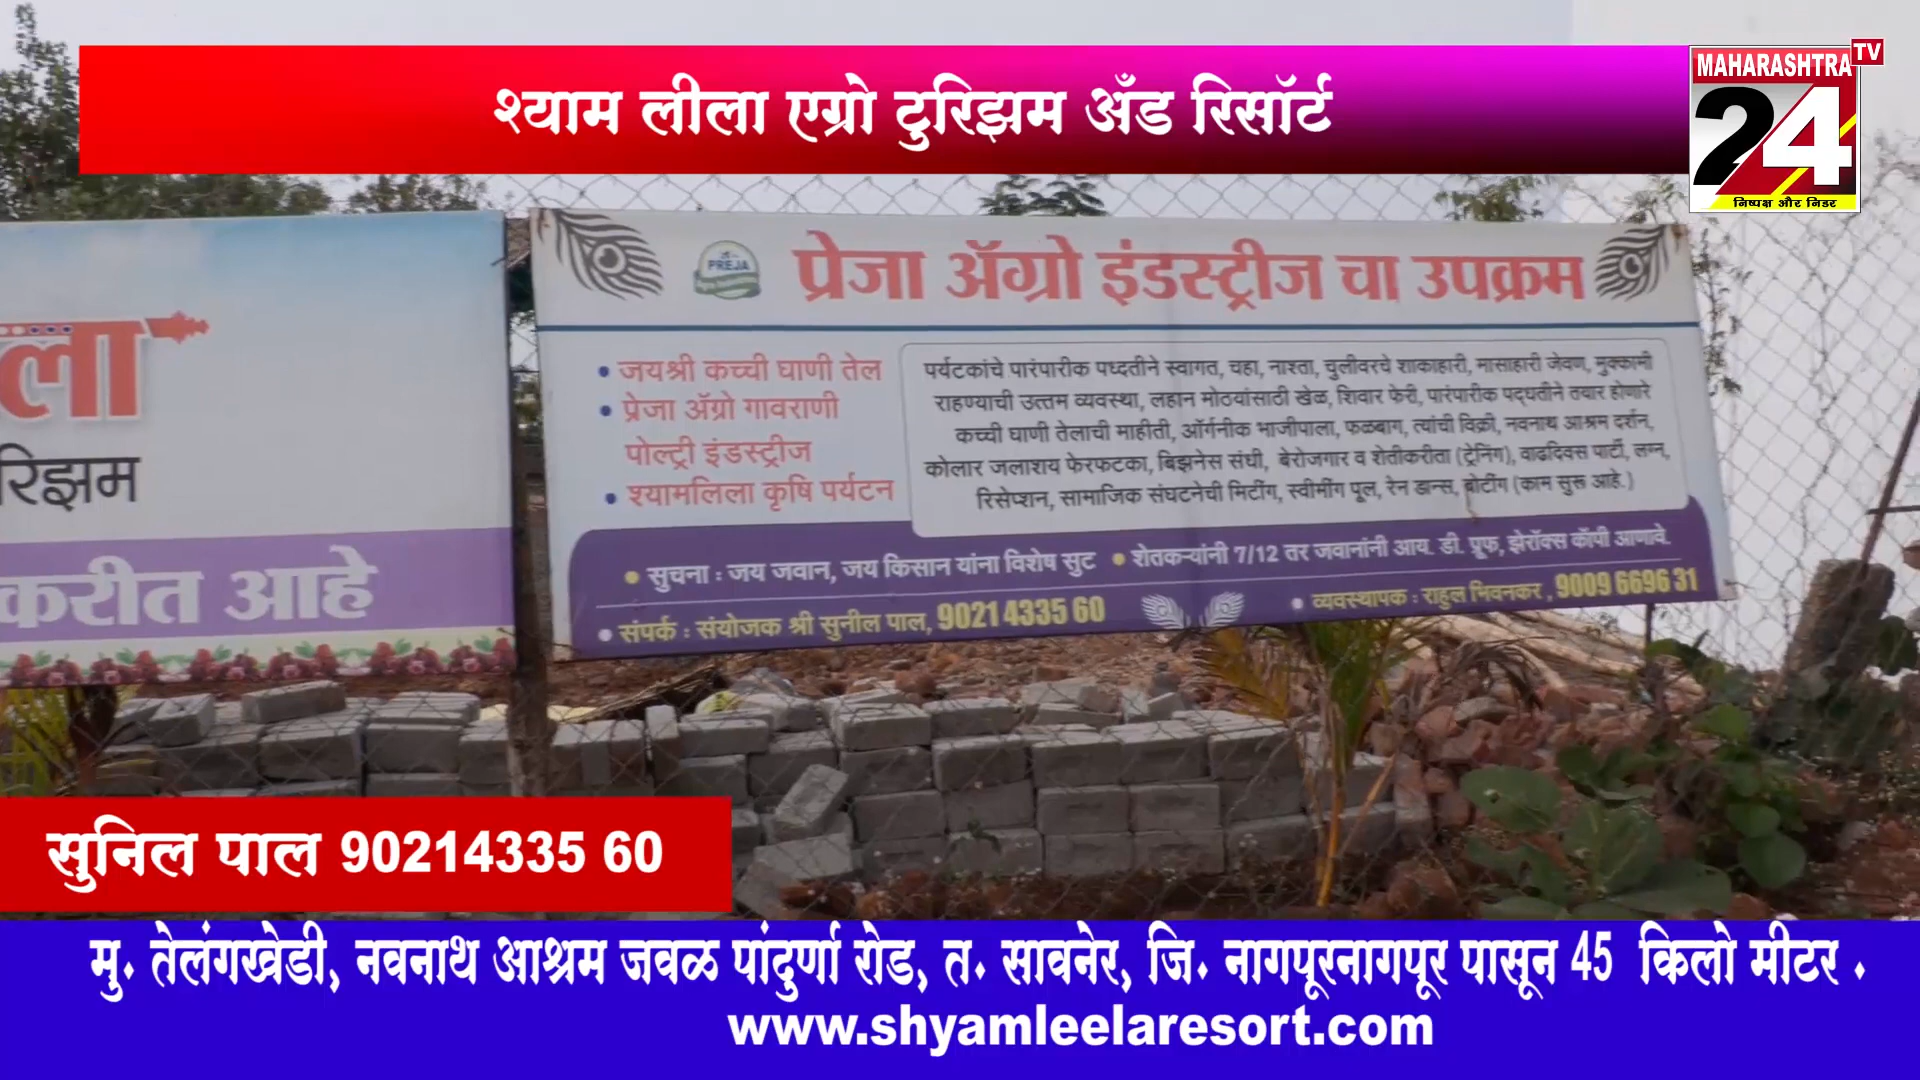 श्याम लीला एग्रो टुरिझम अँड रिसॉर्ट
MAHARASHTRA TV
24
निष्पक्ष और निडर
ला
रिझम
करीत आहे
PREJA
प्रेजा ॲग्रो इंडस्ट्रीज चा उपक्रम
• जयश्री कच्ची घाणी तेल
• प्रेजा ॲग्रो गावराणी
पोल्ट्री इंडस्ट्रीज
• श्यामलिला कृषि पर्यटन
पर्यटकांचे पारंपारीक पध्दतीने स्वागत, चहा, नाश्ता, चुलीवरचे शाकाहारी, मासाहारी जेवण, मुक्कामी
राहण्याची उत्तम व्यवस्था, लहान मोठयांसाठी खेळ, शिवार फेरी, पारंपारीक पद्धतीने तयार होणारे
कच्ची घाणी तेलाची माहीती, ऑर्गनीक भाजीपाला, फळबाग, त्यांची विक्री, नवनाथ आश्रम दर्शन,
कोलार जलाशय फेरफटका, बिझनेस संधी, बेरोजगार व शेतीकरीता (ट्रेनिंग), वाढदिवस पार्टी, लग्न,
रिसेप्शन, सामाजिक संघटनेची मिटींग, स्वीमींग पूल, रेन डान्स, बोटींग (काम सुरू आहे.)
• सुचना : जय जवान, जय किसान यांना विशेष सुट • शेतकऱ्यांनी 7/12 तर जवानांनी आय. डी. प्रूफ, झेरॉक्स कॉपी आणावे.
• संपर्क : संयोजक श्री सुनील पाल, 90214335 60 • व्यवस्थापक : राहुल भिवनकर, 9009 6696 31
सुनिल पाल 90214335 60
मु. तेलंगखेडी, नवनाथ आश्रम जवळ पांदुर्णा रोड, त. सावनेर, जि. नागपूरनागपूर पासून 45 किलो मीटर .
www.shyamleelaresort.com